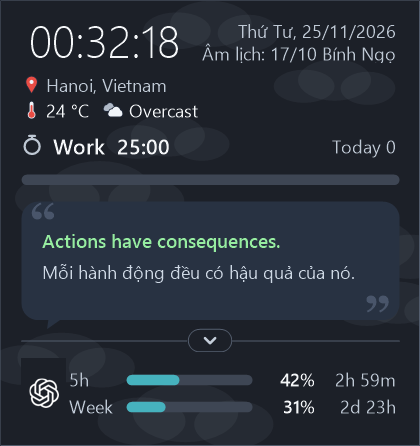 00:32:18
Thứ Tư, 25/11/2026
Âm lịch: 17/10 Bính Ngọ
Hanoi, Vietnam
24 °C Overcast
Work 25:00
Today 0
Actions have consequences.
Mỗi hành động đều có hậu quả của nó.
5h 42% 2h 59m
Week 31% 2d 23h